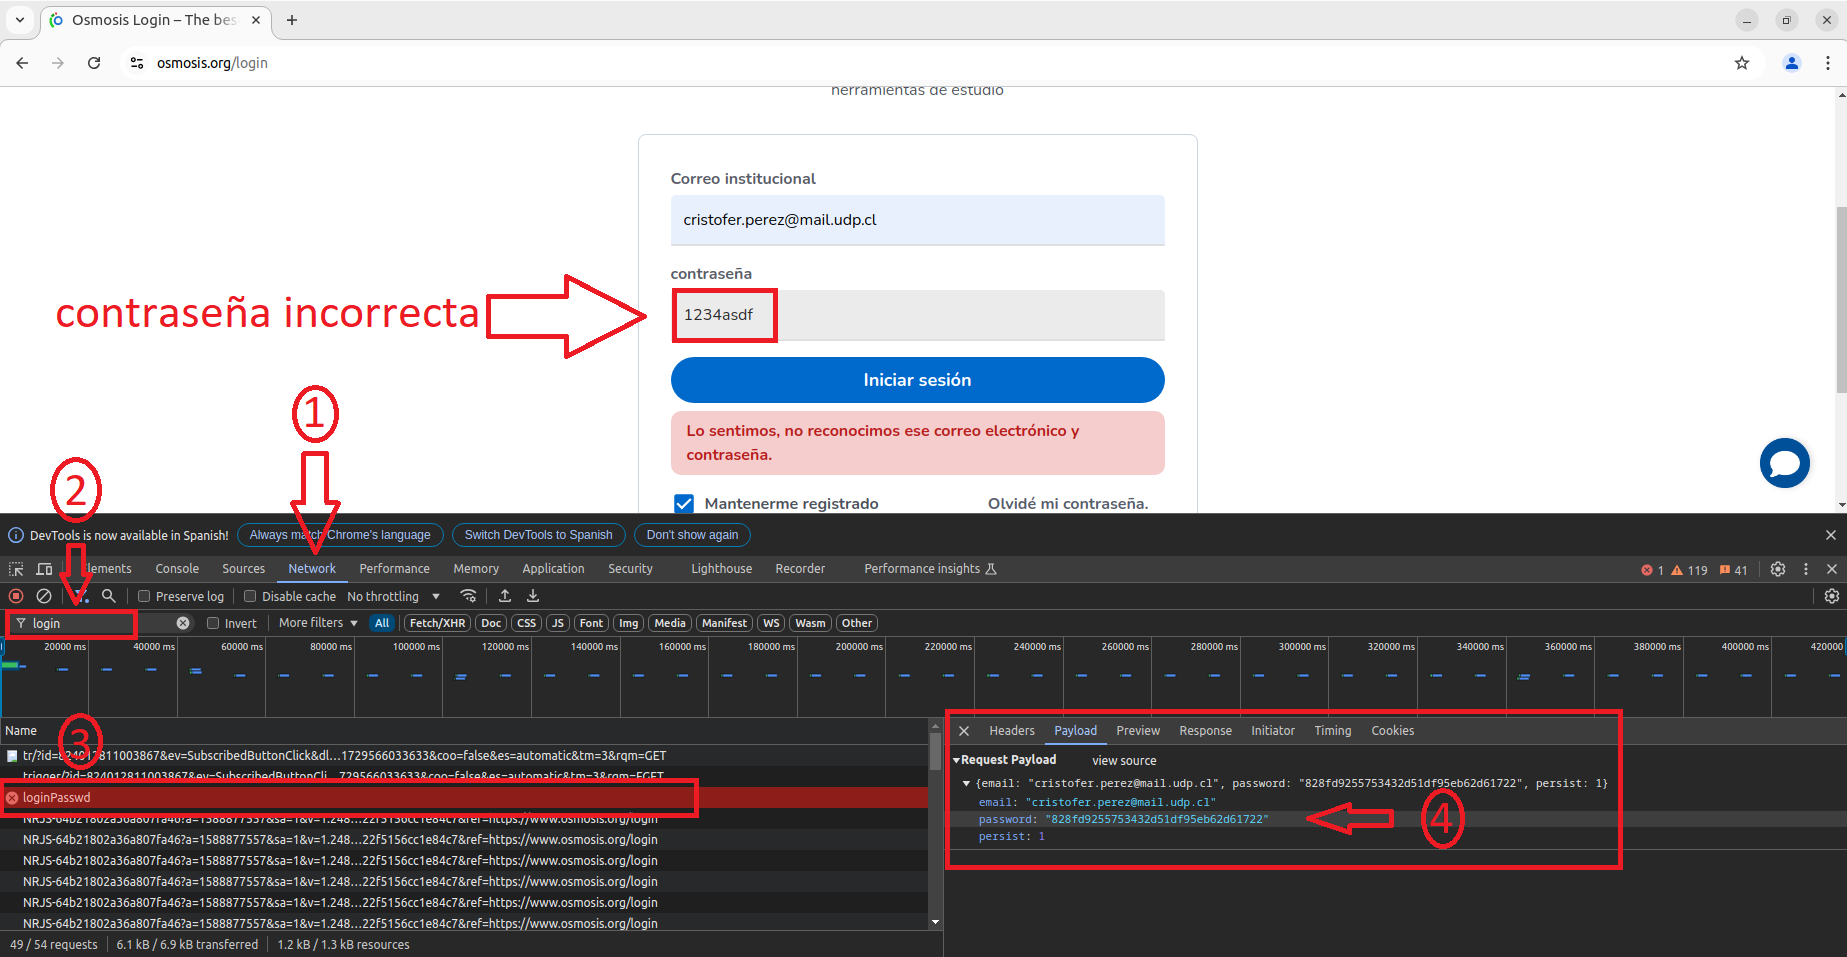 Osmosis Login – The bes
osmosis.org/login
herramientas de estudio
Correo institucional
cristofer.perez@mail.udp.cl
contraseña
contraseña incorrecta
1234asdf
Iniciar sesión
1
Lo sentimos, no reconocimos ese correo electrónico y
contraseña.
2
Mantenerme registrado
Olvidé mi contraseña.
DevTools is now available in Spanish!
Always match Chrome's language
Switch DevTools to Spanish
Don't show again
Elements Console Sources Network Performance Memory Application Security Lighthouse Recorder Performance insights
1 119 41
Preserve log Disable cache No throttling
login
Invert More filters All Fetch/XHR Doc CSS JS Font Img Media Manifest WS Wasm Other
20000 ms 40000 ms 60000 ms 80000 ms 100000 ms 120000 ms 140000 ms 160000 ms 180000 ms 200000 ms 220000 ms 240000 ms 260000 ms 280000 ms 300000 ms 320000 ms 340000 ms 360000 ms 380000 ms 400000 ms 420000
Name
3
tr/?id=824012811003867&ev=SubscribedButtonClick&dl...1729566033633&coo=false&es=automatic&tm=3&rqm=GET
trigger/?id=824012811003867&ev=SubscribedButtonCli...729566033633&coo=false&es=automatic&tm=3&rqm=FGET
loginPasswd
NRJS-64b21802a36a807fa46?a=1588877557&sa=1&v=1.248...22f5156cc1e84c7&ref=https://www.osmosis.org/login
NRJS-64b21802a36a807fa46?a=1588877557&sa=1&v=1.248...22f5156cc1e84c7&ref=https://www.osmosis.org/login
NRJS-64b21802a36a807fa46?a=1588877557&sa=1&v=1.248...22f5156cc1e84c7&ref=https://www.osmosis.org/login
NRJS-64b21802a36a807fa46?a=1588877557&sa=1&v=1.248...22f5156cc1e84c7&ref=https://www.osmosis.org/login
NRJS-64b21802a36a807fa46?a=1588877557&sa=1&v=1.248...22f5156cc1e84c7&ref=https://www.osmosis.org/login
NRJS-64b21802a36a807fa46?a=1588877557&sa=1&v=1.248...22f5156cc1e84c7&ref=https://www.osmosis.org/login
49 / 54 requests 6.1 kB / 6.9 kB transferred 1.2 kB / 1.3 kB resources
Headers Payload Preview Response Initiator Timing Cookies
Request Payload view source
{email: "cristofer.perez@mail.udp.cl", password: "828fd9255753432d51df95eb62d61722", persist: 1}
email: "cristofer.perez@mail.udp.cl"
password: "828fd9255753432d51df95eb62d61722"
4
persist: 1